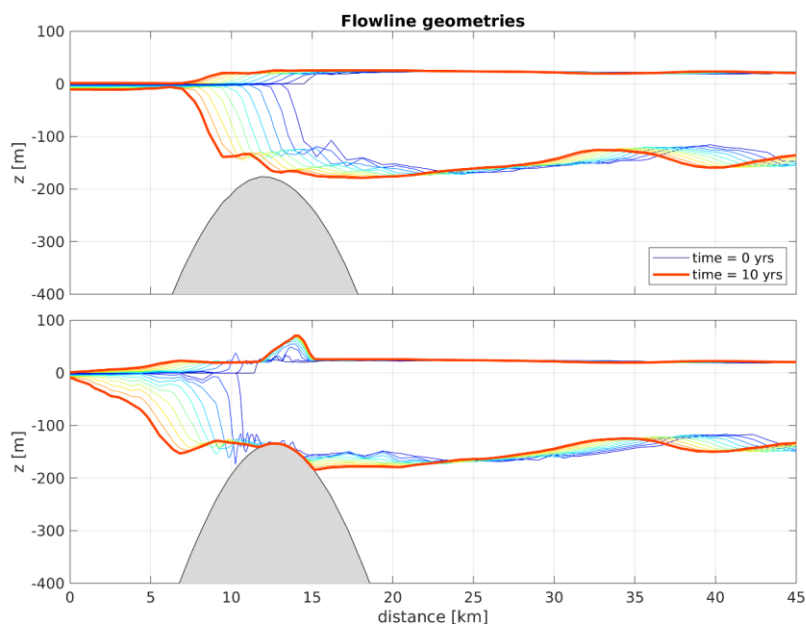 Flowline geometries
100
0
-100
-200
-300
-400
z [m]
time = 0 yrs
time = 10 yrs
100
0
-100
-200
-300
-400
z [m]
0 5 10 15 20 25 30 35 40 45
distance [km]